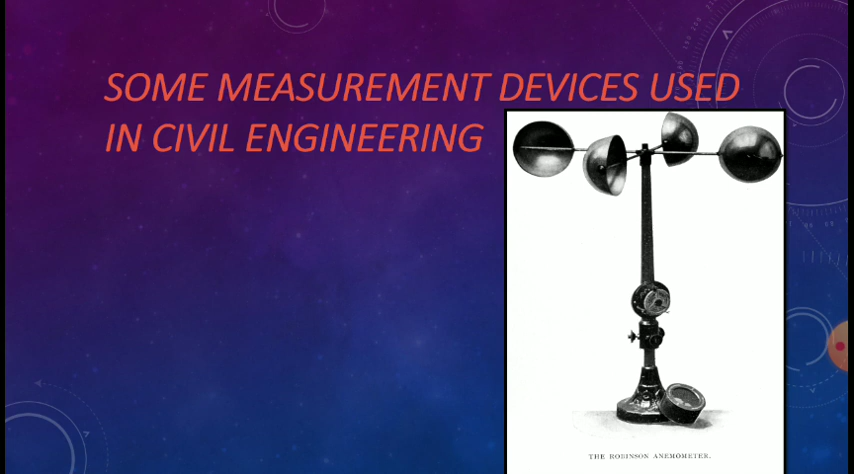 SOME MEASUREMENT DEVICES USED
IN CIVIL ENGINEERING
THE ROBINSON ANEMOMETER.